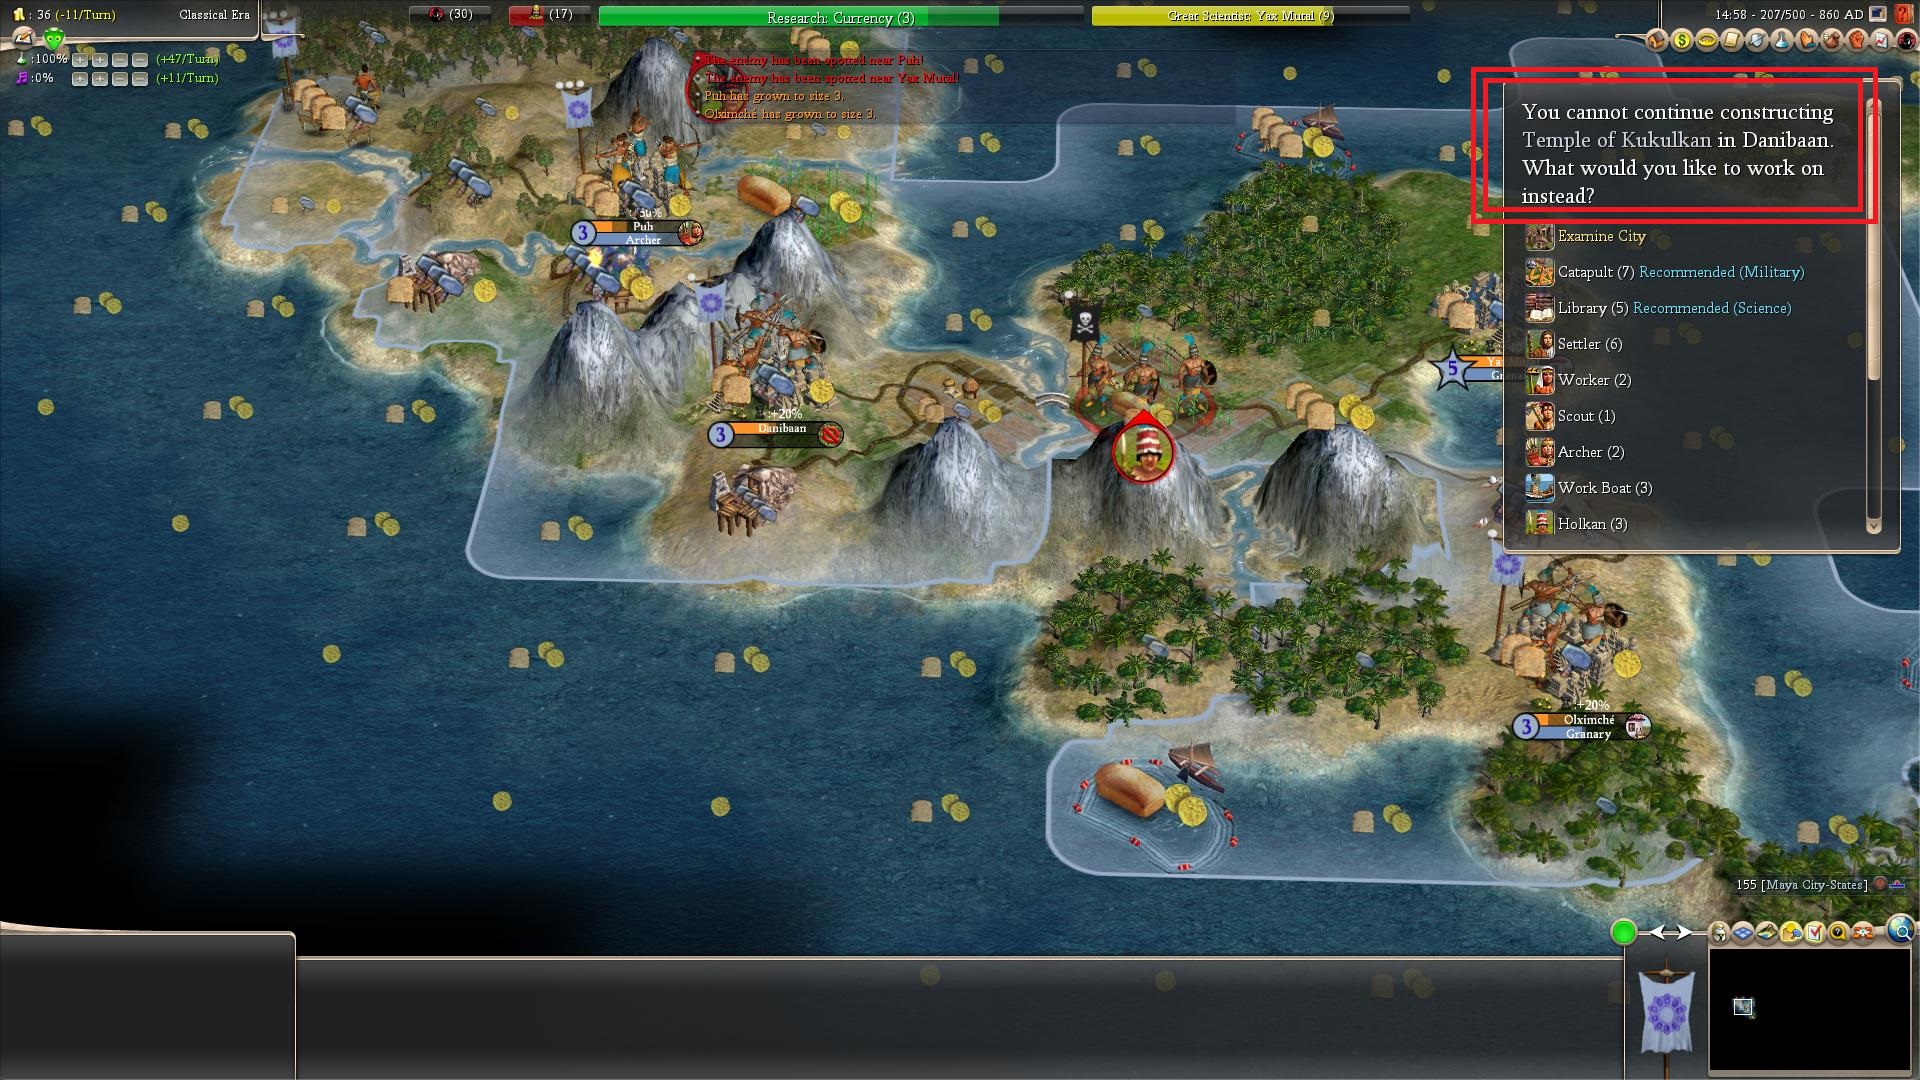 : 36 (-11/Turn)
Classical Era
(30)
(17)
Research: Currency (3)
Great Scientist: Yax Mutal (9)
14:58 - 207/500 - 860 AD
:100%
(+47/Turn)
:0%
(+11/Turn)
The enemy has been spotted near Puh!
The enemy has been spotted near Yax Mutal!
Puh has grown to size 3.
Olximché has grown to size 3.
You cannot continue constructing
Temple of Kukulkan in Danibaan.
What would you like to work on
instead?
Examine City
Catapult (7) Recommended (Military)
Library (5) Recommended (Science)
Settler (6)
Worker (2)
Scout (1)
Archer (2)
Work Boat (3)
Holkan (3)
3
Puh
Archer
:+20%
3
Danibaan
5
:+20%
3
Olximché
Granary
155 [Maya City-States]